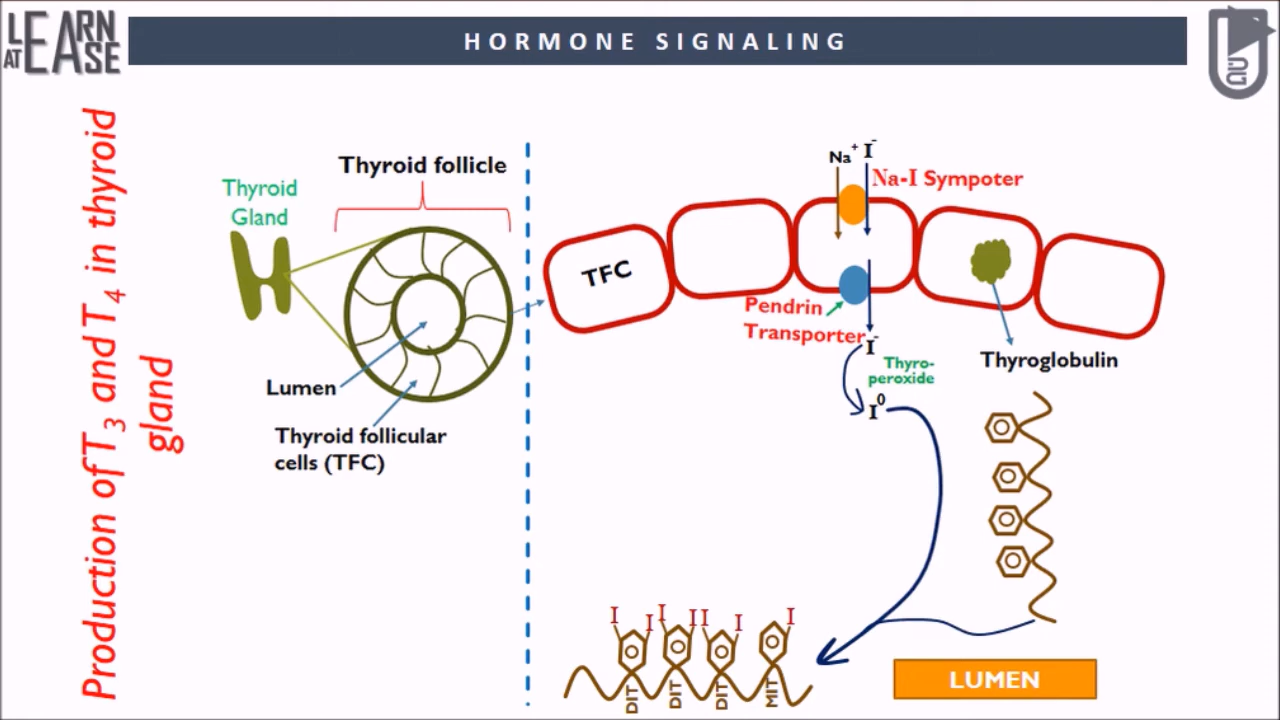 LEARN
AT EASE
HORMONE SIGNALING
Production of T3 and T4 in thyroid
gland
Thyroid
Gland
Thyroid follicle
Lumen
Thyroid follicular
cells (TFC)
TFC
Na+ I-
Na-I Sympoter
Pendrin
Transporter
I-
Thyro-
peroxide
I0
Thyroglobulin
I I I I I I I
DIT DIT DIT MIT
LUMEN